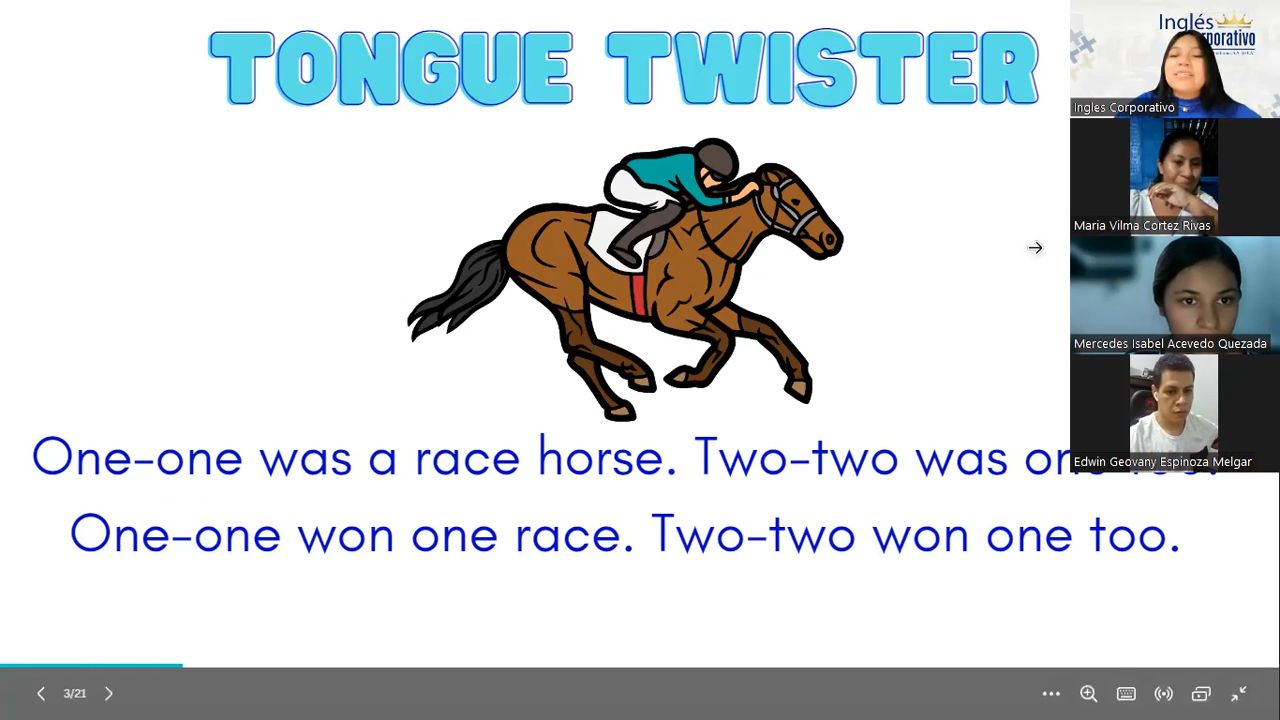 TONGUE TWISTER
Inglés
Corporativo
Ingles Corporativo
Maria Vilma Cortez Rivas
Mercedes Isabel Acevedo Quezada
Edwin Geovany Espinoza Melgar
One-one was a race horse. Two-two was
One-one won one race. Two-two won one too.
3/21